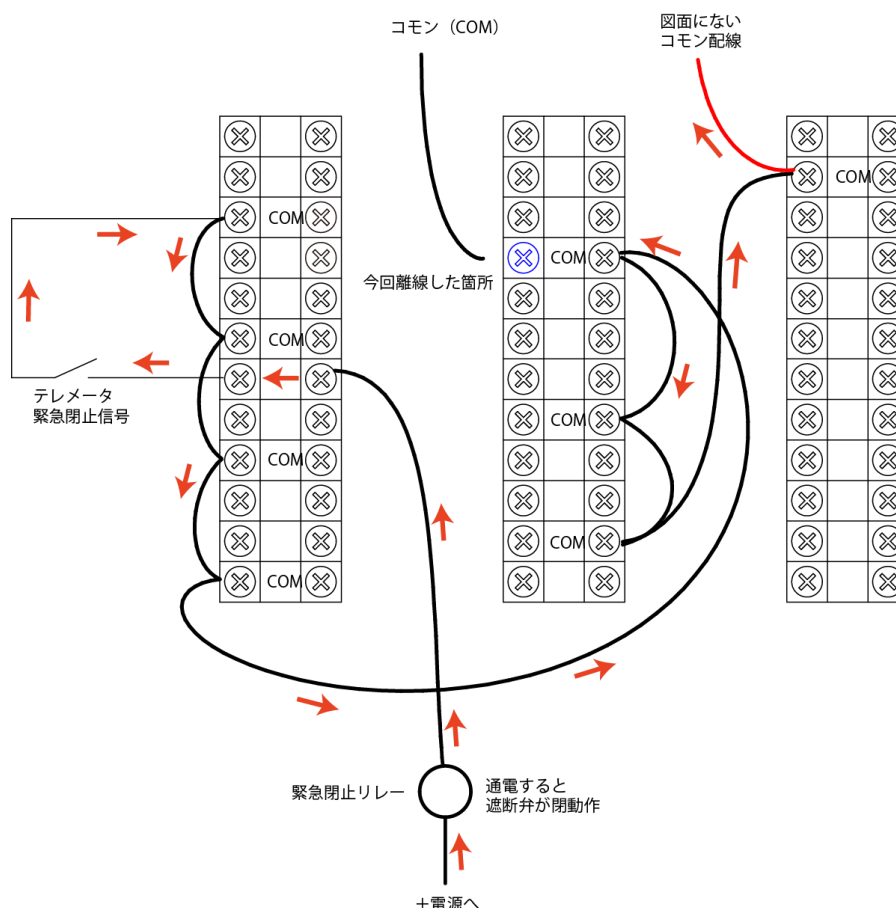 コモン（COM）
図面にない
コモン配線
COM
COM
COM
COM
COM
COM
COM
COM
今回離線した箇所
テレメータ
緊急閉止信号
緊急閉止リレー
通電すると
遮断弁が閉動作
＋電源へ